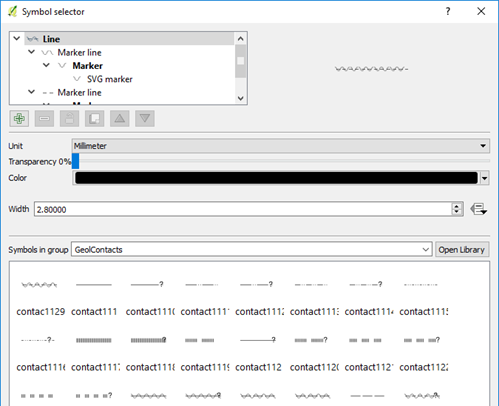 Symbol selector
?
Line
Marker line
Marker
SVG marker
Marker line
Unit
Millimeter
Transparency 0%
Color
Width
2.80000
Symbols in group
GeolContacts
Open Library
? ? ? ?
contact1129 contact111 contact1110 contact1111 contact1112 contact1113 contact1114 contact1115
? ? ? ? ?
contact1116 contact1117 contact1118 contact1119 contact112 contact1120 contact1121 contact1122
? ? ? ?